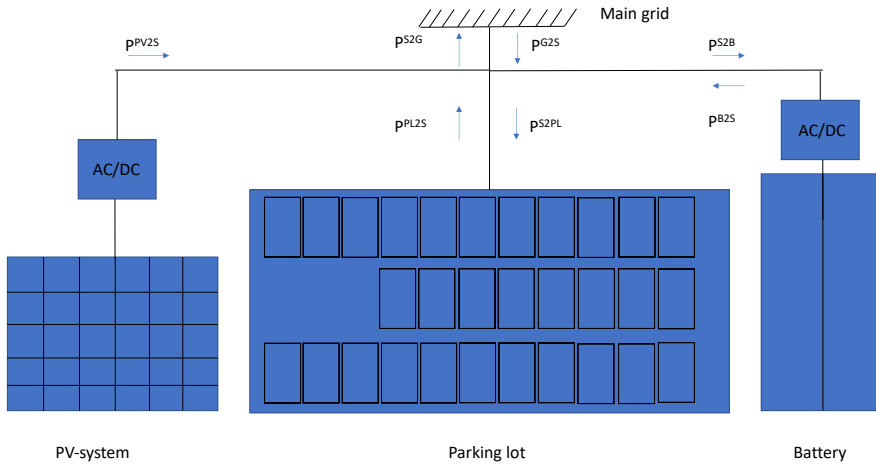 Main grid
PPV2S
PS2G
PG2S
PS2B
PPL2S
PS2PL
PB2S
AC/DC
AC/DC
PV-system
Parking lot
Battery